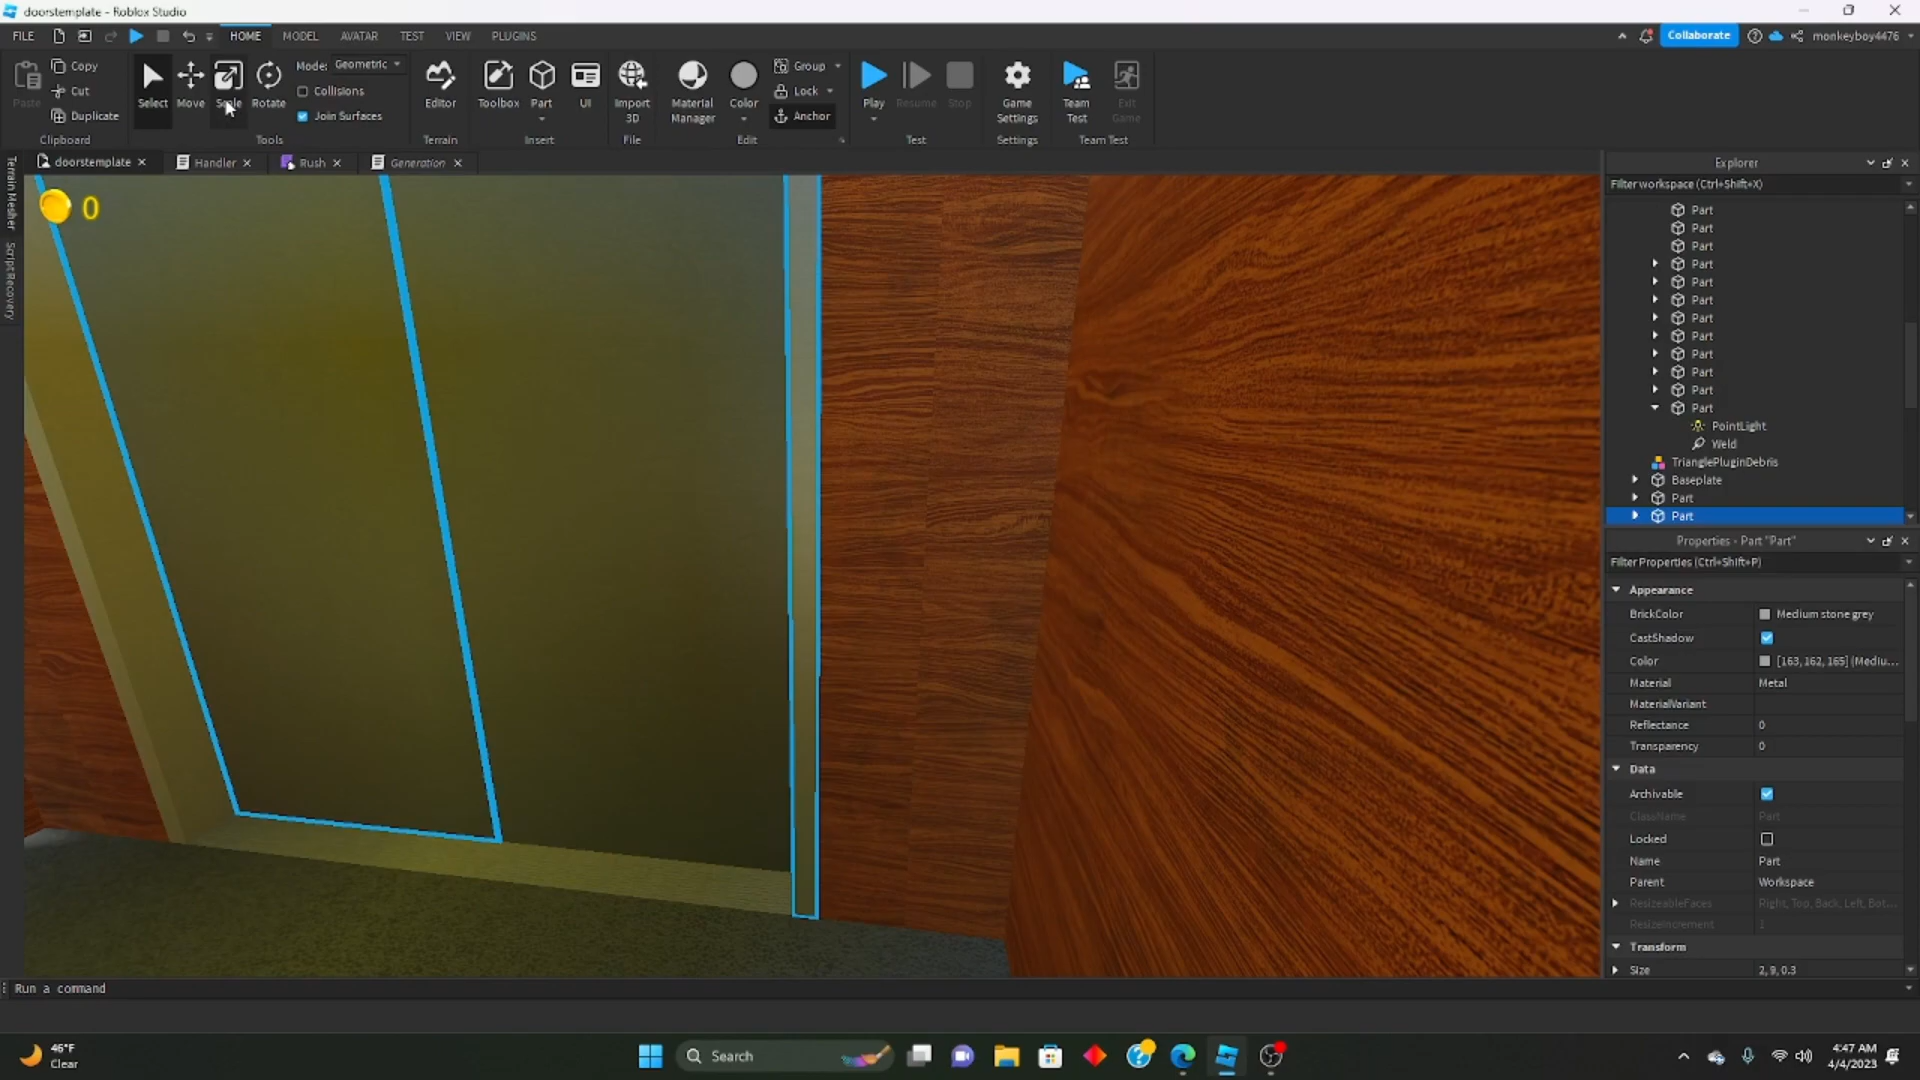 doorstemplate - Roblox Studio
FILE HOME MODEL AVATAR TEST VIEW PLUGINS Collaborate monkeyboy4476
Paste Copy Cut Duplicate Clipboard
Select Move Scale Rotate Mode: Geometric Collisions Join Surfaces Tools
Editor Terrain
Toolbox Part UI Insert
Import 3D File
Material Manager Color Group Lock Anchor Edit
Play Resume Stop Test
Game Settings Settings
Team Test Exit Game Team Test
doorstemplate Handler Rush Generation
Terrain Mesher
Script Recovery
0
Explorer
Filter workspace (Ctrl+Shift+X)
Part
Part
Part
Part
Part
Part
Part
Part
Part
Part
Part
Part
PointLight
Weld
TrianglePluginDebris
Baseplate
Part
Part
Properties - Part "Part"
Filter Properties (Ctrl+Shift+P)
Appearance
BrickColor Medium stone grey
CastShadow
Color [163, 162, 165] (Mediu...
Material Metal
MaterialVariant
Reflectance 0
Transparency 0
Data
Archivable
ClassName Part
Locked
Name Part
Parent Workspace
ResizeableFaces Right, Top, Back, Left, Bot...
ResizeIncrement 1
Transform
Size 2, 9, 0.3
Run a command
46°F
Clear
Search
4:47 AM
4/4/2023